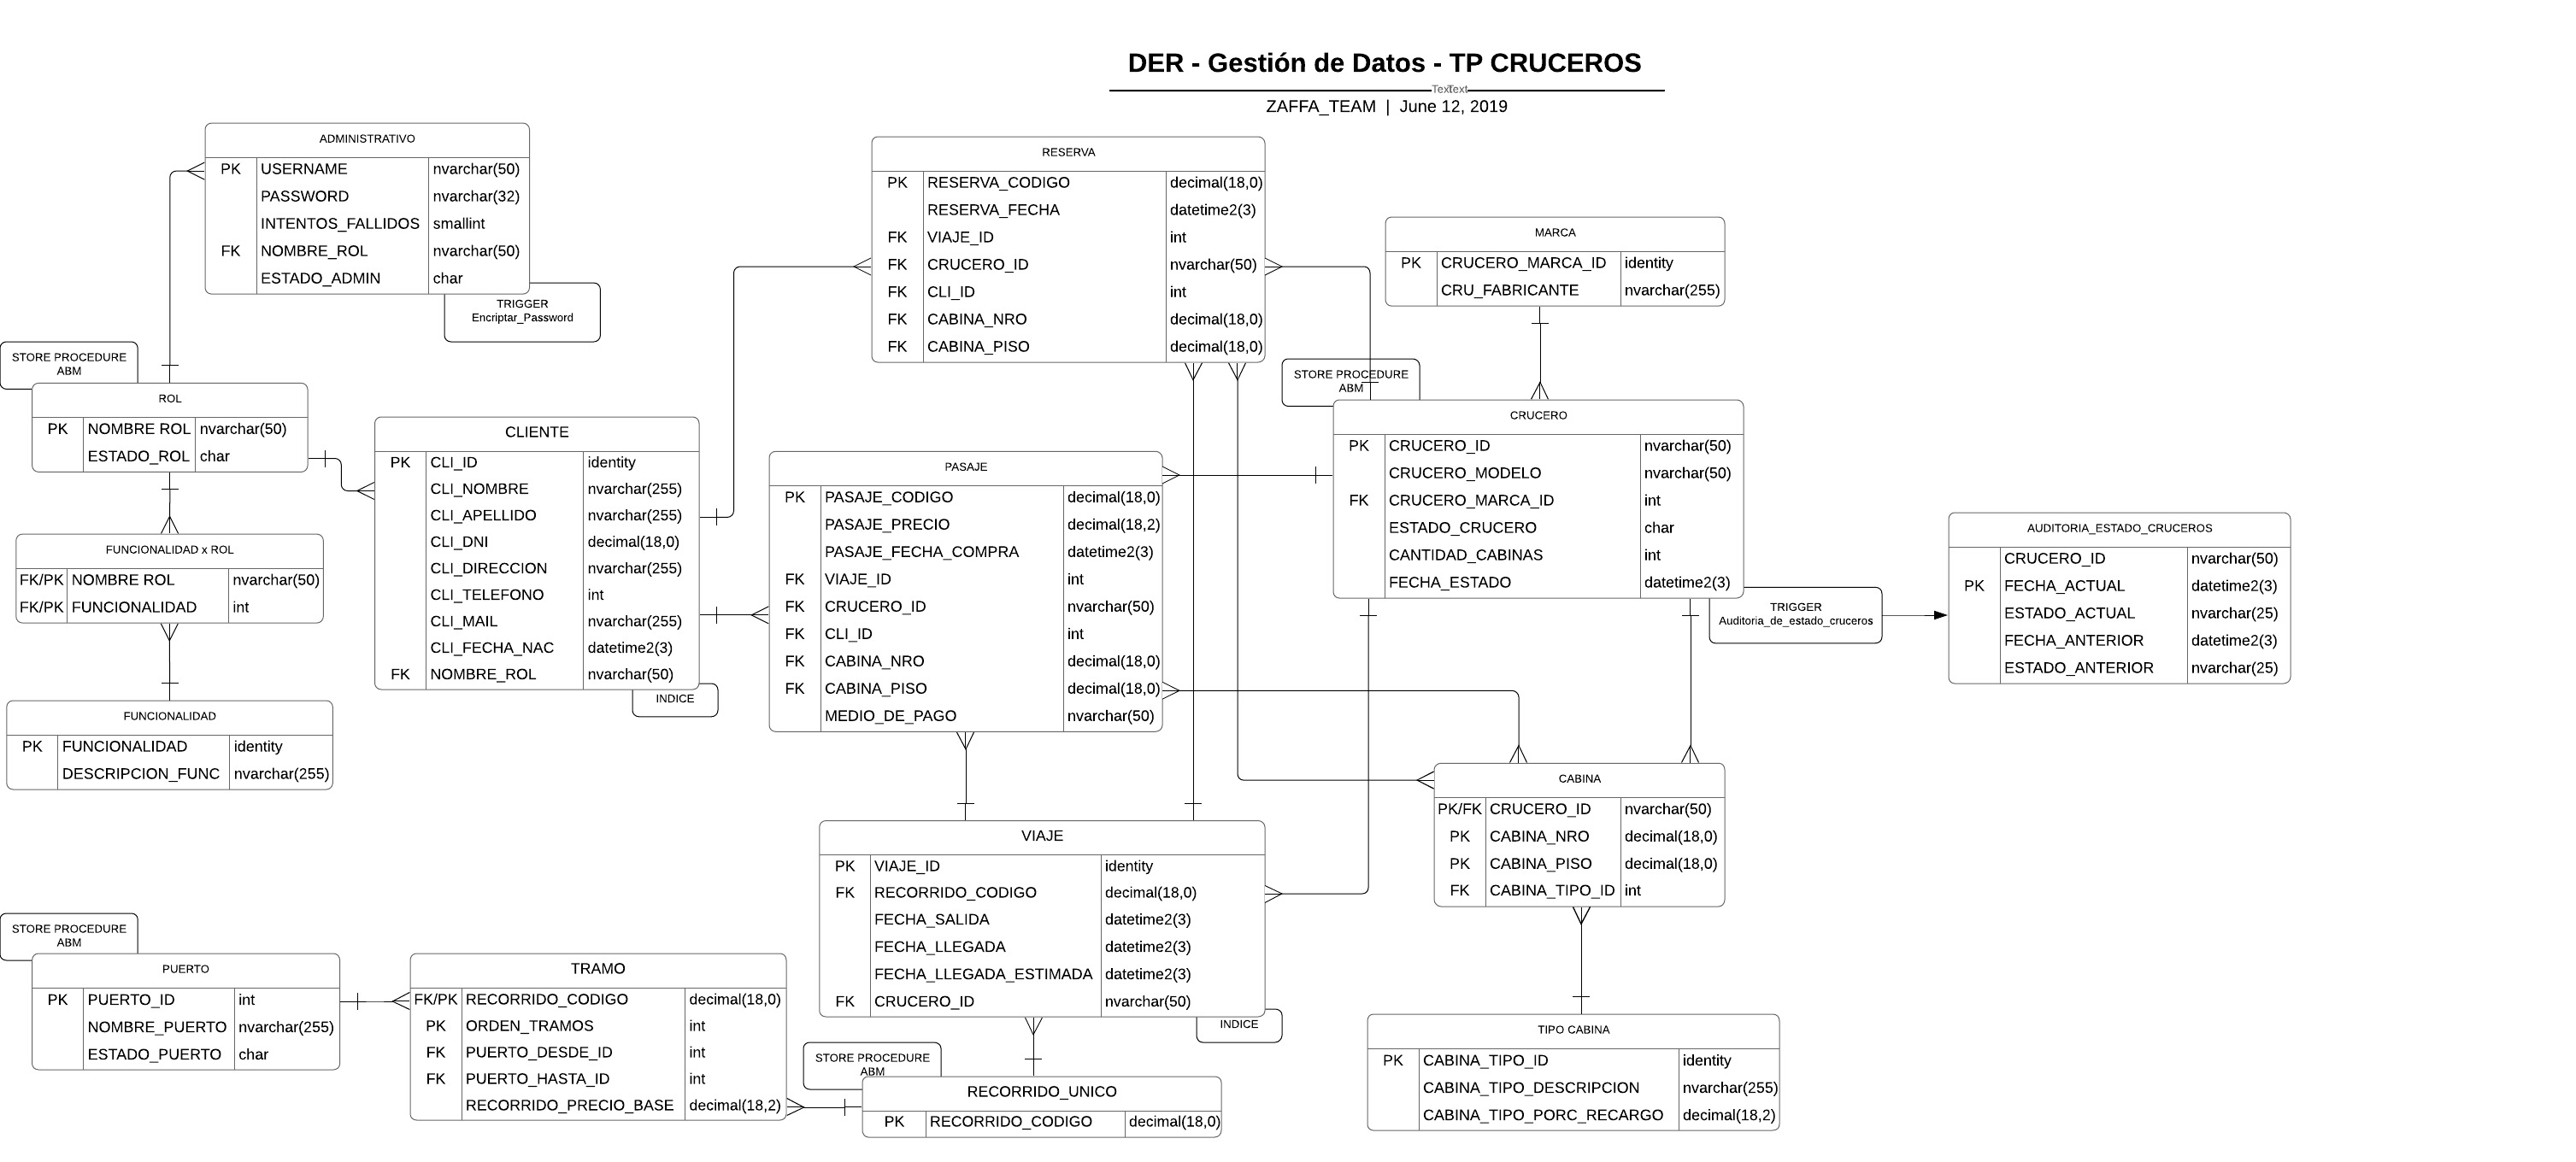 DER - Gestión de Datos - TP CRUCEROS
TextText
ZAFFA_TEAM | June 12, 2019
ADMINISTRATIVO
PK USERNAME nvarchar(50)
PASSWORD nvarchar(32)
INTENTOS_FALLIDOS smallint
FK NOMBRE_ROL nvarchar(50)
ESTADO_ADMIN char
TRIGGER
Encriptar_Password
STORE PROCEDURE
ABM
ROL
PK NOMBRE ROL nvarchar(50)
ESTADO_ROL char
FUNCIONALIDAD x ROL
FK/PK NOMBRE ROL nvarchar(50)
FK/PK FUNCIONALIDAD int
FUNCIONALIDAD
PK FUNCIONALIDAD identity
DESCRIPCION_FUNC nvarchar(255)
CLIENTE
PK CLI_ID identity
CLI_NOMBRE nvarchar(255)
CLI_APELLIDO nvarchar(255)
CLI_DNI decimal(18,0)
CLI_DIRECCION nvarchar(255)
CLI_TELEFONO int
CLI_MAIL nvarchar(255)
CLI_FECHA_NAC datetime2(3)
FK NOMBRE_ROL nvarchar(50)
INDICE
RESERVA
PK RESERVA_CODIGO decimal(18,0)
RESERVA_FECHA datetime2(3)
FK VIAJE_ID int
FK CRUCERO_ID nvarchar(50)
FK CLI_ID int
FK CABINA_NRO decimal(18,0)
FK CABINA_PISO decimal(18,0)
PASAJE
PK PASAJE_CODIGO decimal(18,0)
PASAJE_PRECIO decimal(18,2)
PASAJE_FECHA_COMPRA datetime2(3)
FK VIAJE_ID int
FK CRUCERO_ID nvarchar(50)
FK CLI_ID int
FK CABINA_NRO decimal(18,0)
FK CABINA_PISO decimal(18,0)
MEDIO_DE_PAGO nvarchar(50)
MARCA
PK CRUCERO_MARCA_ID identity
CRU_FABRICANTE nvarchar(255)
STORE PROCEDURE
ABM
CRUCERO
PK CRUCERO_ID nvarchar(50)
CRUCERO_MODELO nvarchar(50)
FK CRUCERO_MARCA_ID int
ESTADO_CRUCERO char
CANTIDAD_CABINAS int
FECHA_ESTADO datetime2(3)
TRIGGER
Auditoria_de_estado_cruceros
AUDITORIA_ESTADO_CRUCEROS
CRUCERO_ID nvarchar(50)
PK FECHA_ACTUAL datetime2(3)
ESTADO_ACTUAL nvarchar(25)
FECHA_ANTERIOR datetime2(3)
ESTADO_ANTERIOR nvarchar(25)
CABINA
PK/FK CRUCERO_ID nvarchar(50)
PK CABINA_NRO decimal(18,0)
PK CABINA_PISO decimal(18,0)
FK CABINA_TIPO_ID int
VIAJE
PK VIAJE_ID identity
FK RECORRIDO_CODIGO decimal(18,0)
FECHA_SALIDA datetime2(3)
FECHA_LLEGADA datetime2(3)
FECHA_LLEGADA_ESTIMADA datetime2(3)
FK CRUCERO_ID nvarchar(50)
INDICE
STORE PROCEDURE
ABM
PUERTO
PK PUERTO_ID int
NOMBRE_PUERTO nvarchar(255)
ESTADO_PUERTO char
TRAMO
FK/PK RECORRIDO_CODIGO decimal(18,0)
PK ORDEN_TRAMOS int
FK PUERTO_DESDE_ID int
FK PUERTO_HASTA_ID int
RECORRIDO_PRECIO_BASE decimal(18,2)
STORE PROCEDURE
ABM
RECORRIDO_UNICO
PK RECORRIDO_CODIGO decimal(18,0)
TIPO CABINA
PK CABINA_TIPO_ID identity
CABINA_TIPO_DESCRIPCION nvarchar(255)
CABINA_TIPO_PORC_RECARGO decimal(18,2)